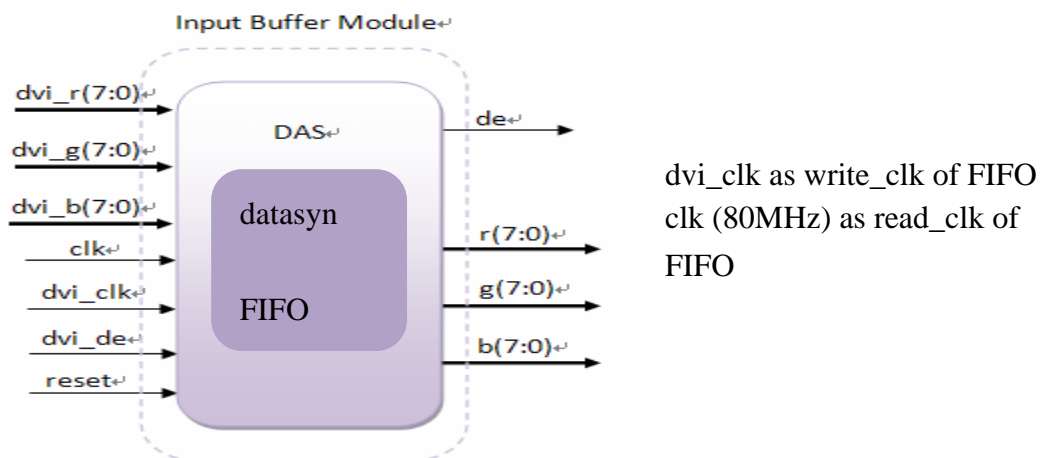 Input Buffer Module↵
dvi_r(7:0)↵
dvi_g(7:0)↵
dvi_b(7:0)↵
clk↵
dvi_clk↵
dvi_de↵
reset↵
DAS↵
datasyn
FIFO
de↵
r(7:0)↵
g(7:0)↵
b(7:0)↵
dvi_clk as write_clk of FIFO
clk (80MHz) as read_clk of
FIFO